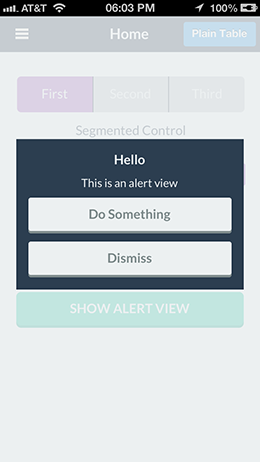 AT&T 06:03 PM 100%
Home Plain Table
First Second Third
Segmented Control
Hello
This is an alert view
Do Something
Dismiss
SHOW ALERT VIEW